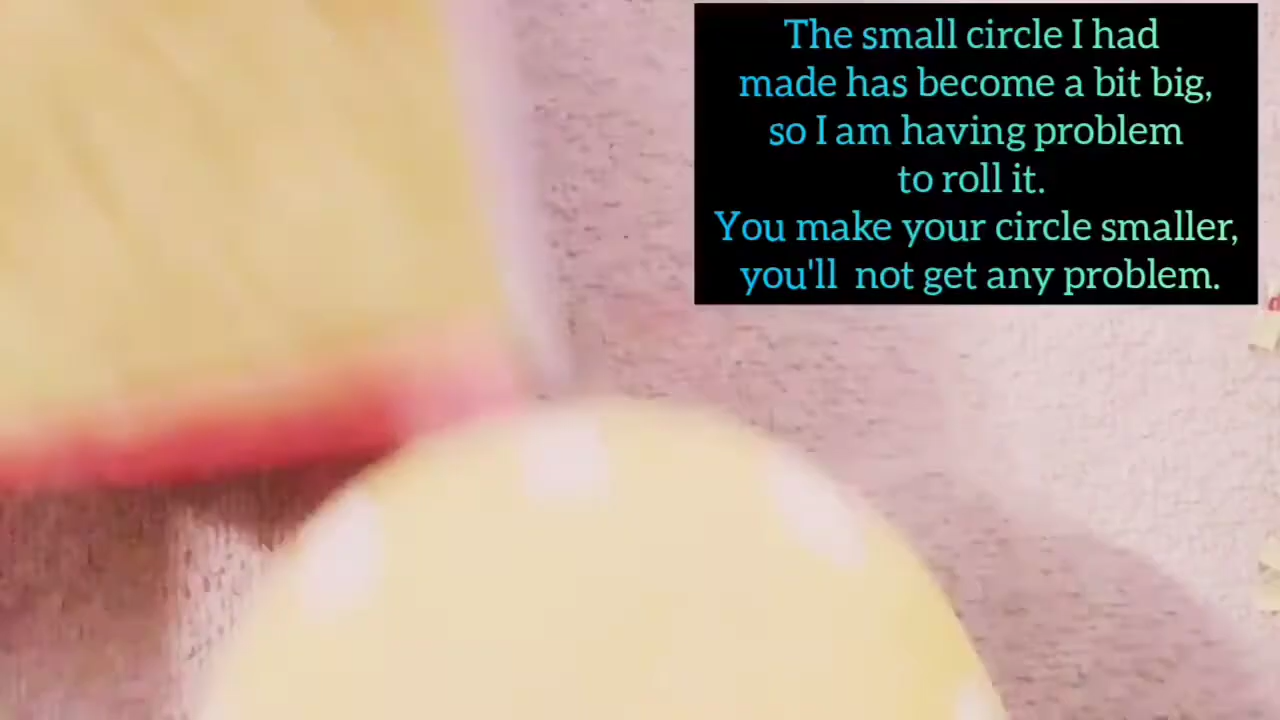 The small circle I had
made has become a bit big,
so I am having problem
to roll it.
You make your circle smaller,
you'll  not get any problem.